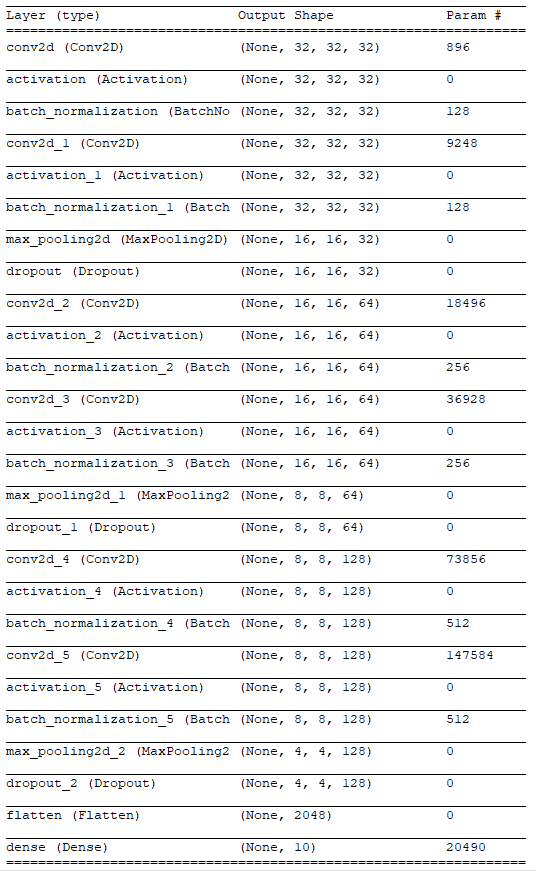 Layer (type) Output Shape Param #
conv2d (Conv2D) (None, 32, 32, 32) 896
activation (Activation) (None, 32, 32, 32) 0
batch_normalization (BatchNo (None, 32, 32, 32) 128
conv2d_1 (Conv2D) (None, 32, 32, 32) 9248
activation_1 (Activation) (None, 32, 32, 32) 0
batch_normalization_1 (Batch (None, 32, 32, 32) 128
max_pooling2d (MaxPooling2D) (None, 16, 16, 32) 0
dropout (Dropout) (None, 16, 16, 32) 0
conv2d_2 (Conv2D) (None, 16, 16, 64) 18496
activation_2 (Activation) (None, 16, 16, 64) 0
batch_normalization_2 (Batch (None, 16, 16, 64) 256
conv2d_3 (Conv2D) (None, 16, 16, 64) 36928
activation_3 (Activation) (None, 16, 16, 64) 0
batch_normalization_3 (Batch (None, 16, 16, 64) 256
max_pooling2d_1 (MaxPooling2 (None, 8, 8, 64) 0
dropout_1 (Dropout) (None, 8, 8, 64) 0
conv2d_4 (Conv2D) (None, 8, 8, 128) 73856
activation_4 (Activation) (None, 8, 8, 128) 0
batch_normalization_4 (Batch (None, 8, 8, 128) 512
conv2d_5 (Conv2D) (None, 8, 8, 128) 147584
activation_5 (Activation) (None, 8, 8, 128) 0
batch_normalization_5 (Batch (None, 8, 8, 128) 512
max_pooling2d_2 (MaxPooling2 (None, 4, 4, 128) 0
dropout_2 (Dropout) (None, 4, 4, 128) 0
flatten (Flatten) (None, 2048) 0
dense (Dense) (None, 10) 20490